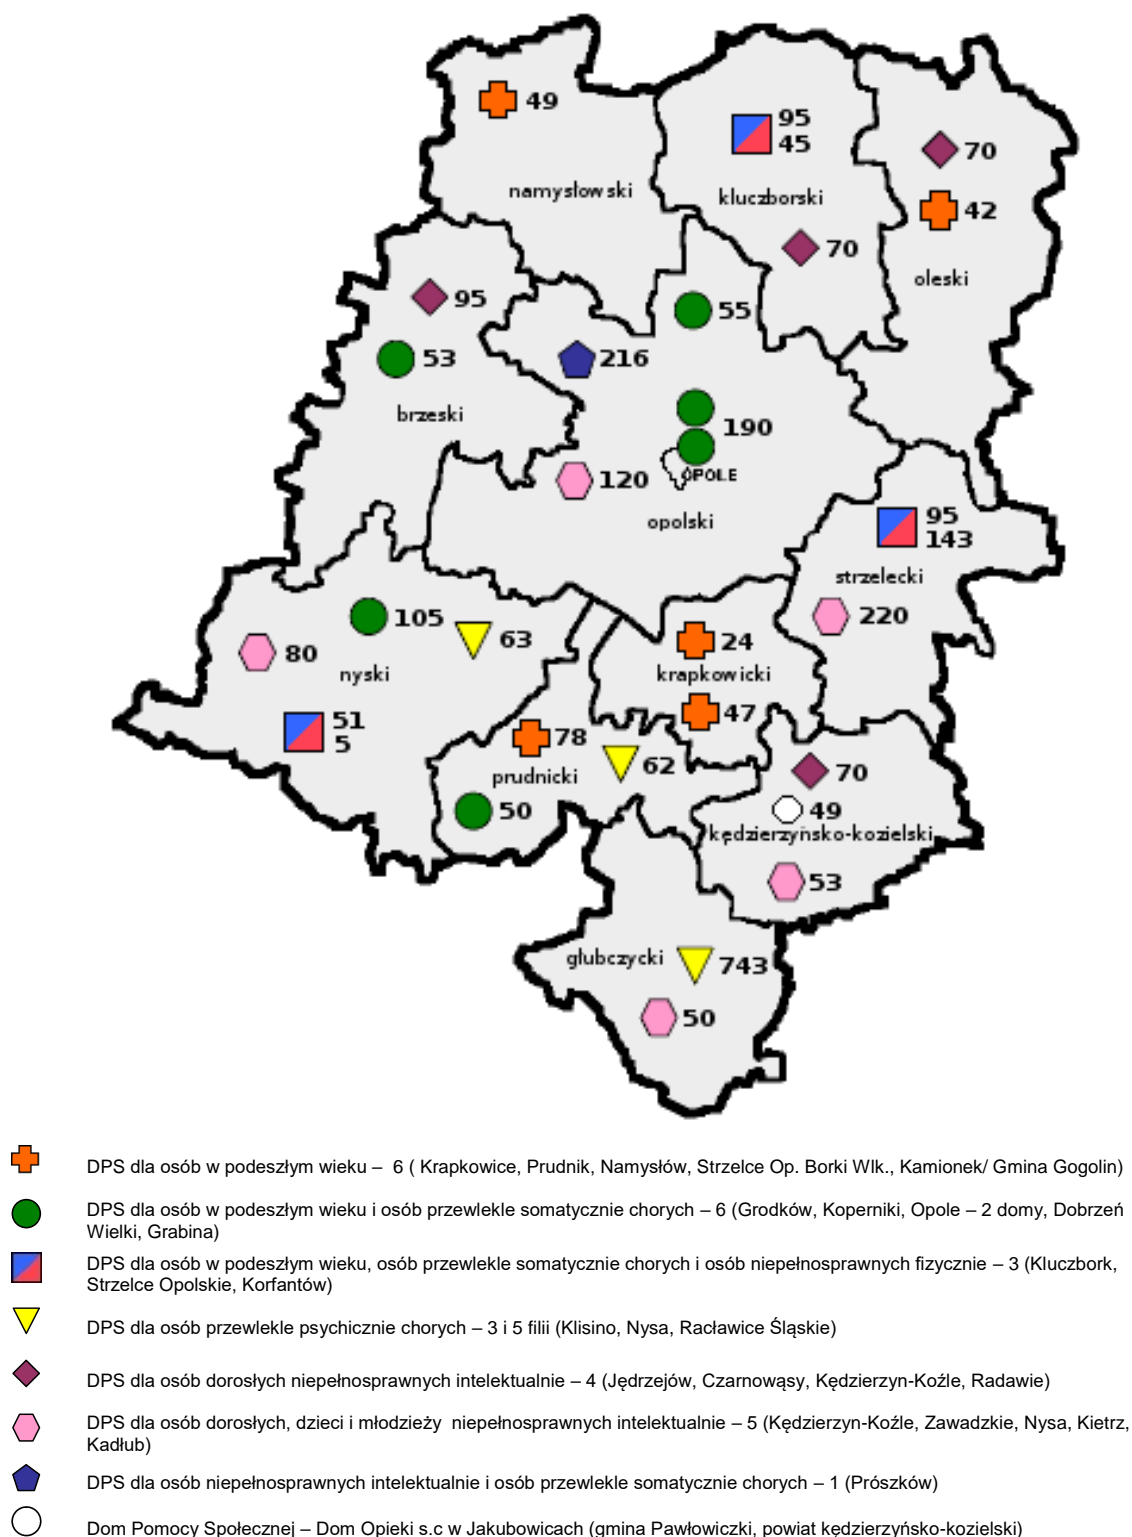 49
namysłowski
95
45
kluczborski
70
70
42
oleski
95
53
brzeski
55
216
190
OPOLE
120
opolski
95
143
strzelecki
220
105
63
80
nyski
51
5
24
krapkowicki
47
78
62
prudnicki
50
70
49
kędzierzyńsko-kozielski
53
głubczycki
743
50
DPS dla osób w podeszłym wieku – 6 ( Krapkowice, Prudnik, Namysłów, Strzelce Op. Borki Wlk., Kamionek/ Gmina Gogolin)
DPS dla osób w podeszłym wieku i osób przewlekle somatycznie chorych – 6 (Grodków, Koperniki, Opole – 2 domy, Dobrzeń
Wielki, Grabina)
DPS dla osób w podeszłym wieku, osób przewlekle somatycznie chorych i osób niepełnosprawnych fizycznie – 3 (Kluczbork,
Strzelce Opolskie, Korfantów)
DPS dla osób przewlekle psychicznie chorych – 3 i 5 filii (Klisino, Nysa, Racławice Śląskie)
DPS dla osób dorosłych niepełnosprawnych intelektualnie – 4 (Jędrzejów, Czarnowąsy, Kędzierzyn-Koźle, Radawie)
DPS dla osób dorosłych, dzieci i młodzieży niepełnosprawnych intelektualnie – 5 (Kędzierzyn-Koźle, Zawadzkie, Nysa, Kietrz,
Kadłub)
DPS dla osób niepełnosprawnych intelektualnie i osób przewlekle somatycznie chorych – 1 (Prószków)
Dom Pomocy Społecznej – Dom Opieki s.c w Jakubowicach (gmina Pawłowiczki, powiat kędzierzyńsko-kozielski)